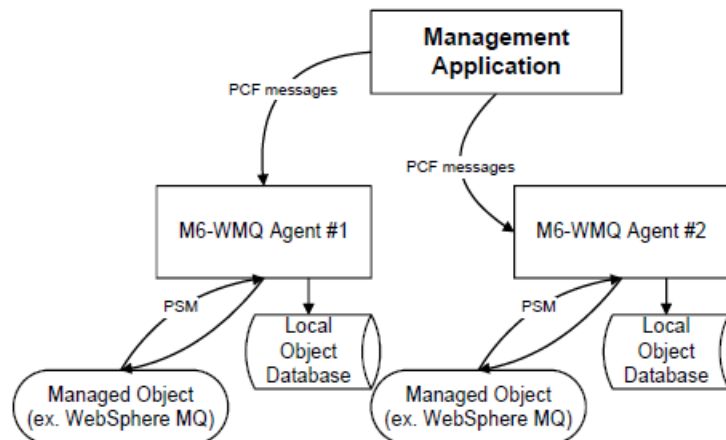 Management
Application
PCF messages
PCF messages
M6-WMQ Agent #1
M6-WMQ Agent #2
PSM
PSM
Local
Object
Database
Local
Object
Database
Managed Object
(ex. WebSphere MQ)
Managed Object
(ex. WebSphere MQ)